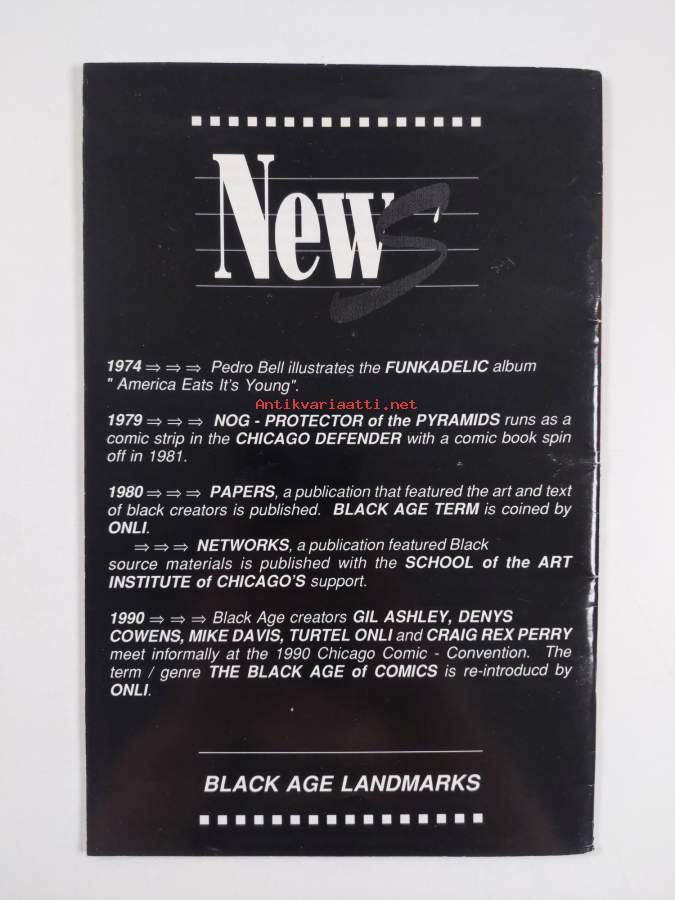 News
1974 ⇒ ⇒ ⇒ Pedro Bell illustrates the FUNKADELIC album
" America Eats It's Young".
Antikvariaatti.net
1979 ⇒ ⇒ ⇒ NOG - PROTECTOR of the PYRAMIDS runs as a
comic strip in the CHICAGO DEFENDER with a comic book spin
off in 1981.
1980 ⇒ ⇒ ⇒ PAPERS, a publication that featured the art and text
of black creators is published. BLACK AGE TERM is coined by
ONLI.
⇒ ⇒ ⇒ NETWORKS, a publication featured Black
source materials is published with the SCHOOL of the ART
INSTITUTE of CHICAGO'S support.
1990 ⇒ ⇒ ⇒ Black Age creators GIL ASHLEY, DENYS
COWENS, MIKE DAVIS, TURTEL ONLI and CRAIG REX PERRY
meet informally at the 1990 Chicago Comic - Convention. The
term / genre THE BLACK AGE of COMICS is re-introducd by
ONLI.
BLACK AGE LANDMARKS